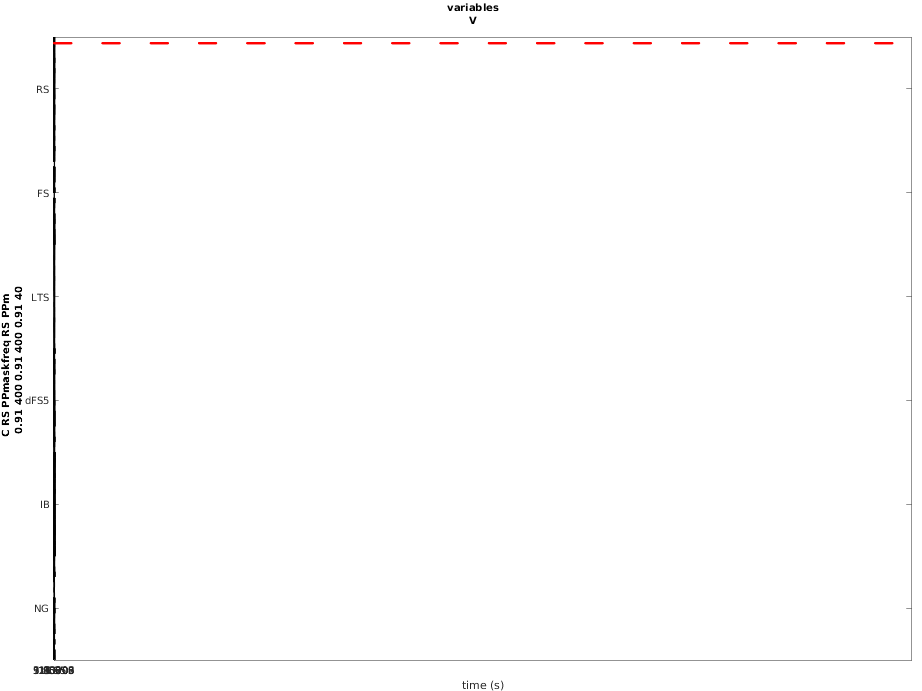 variables
V
RS
FS
LTS
dFS5
IB
NG
C RS PPmaskfreq RS PPm
0.91 400 0.91 400 0.91 40
time (s)